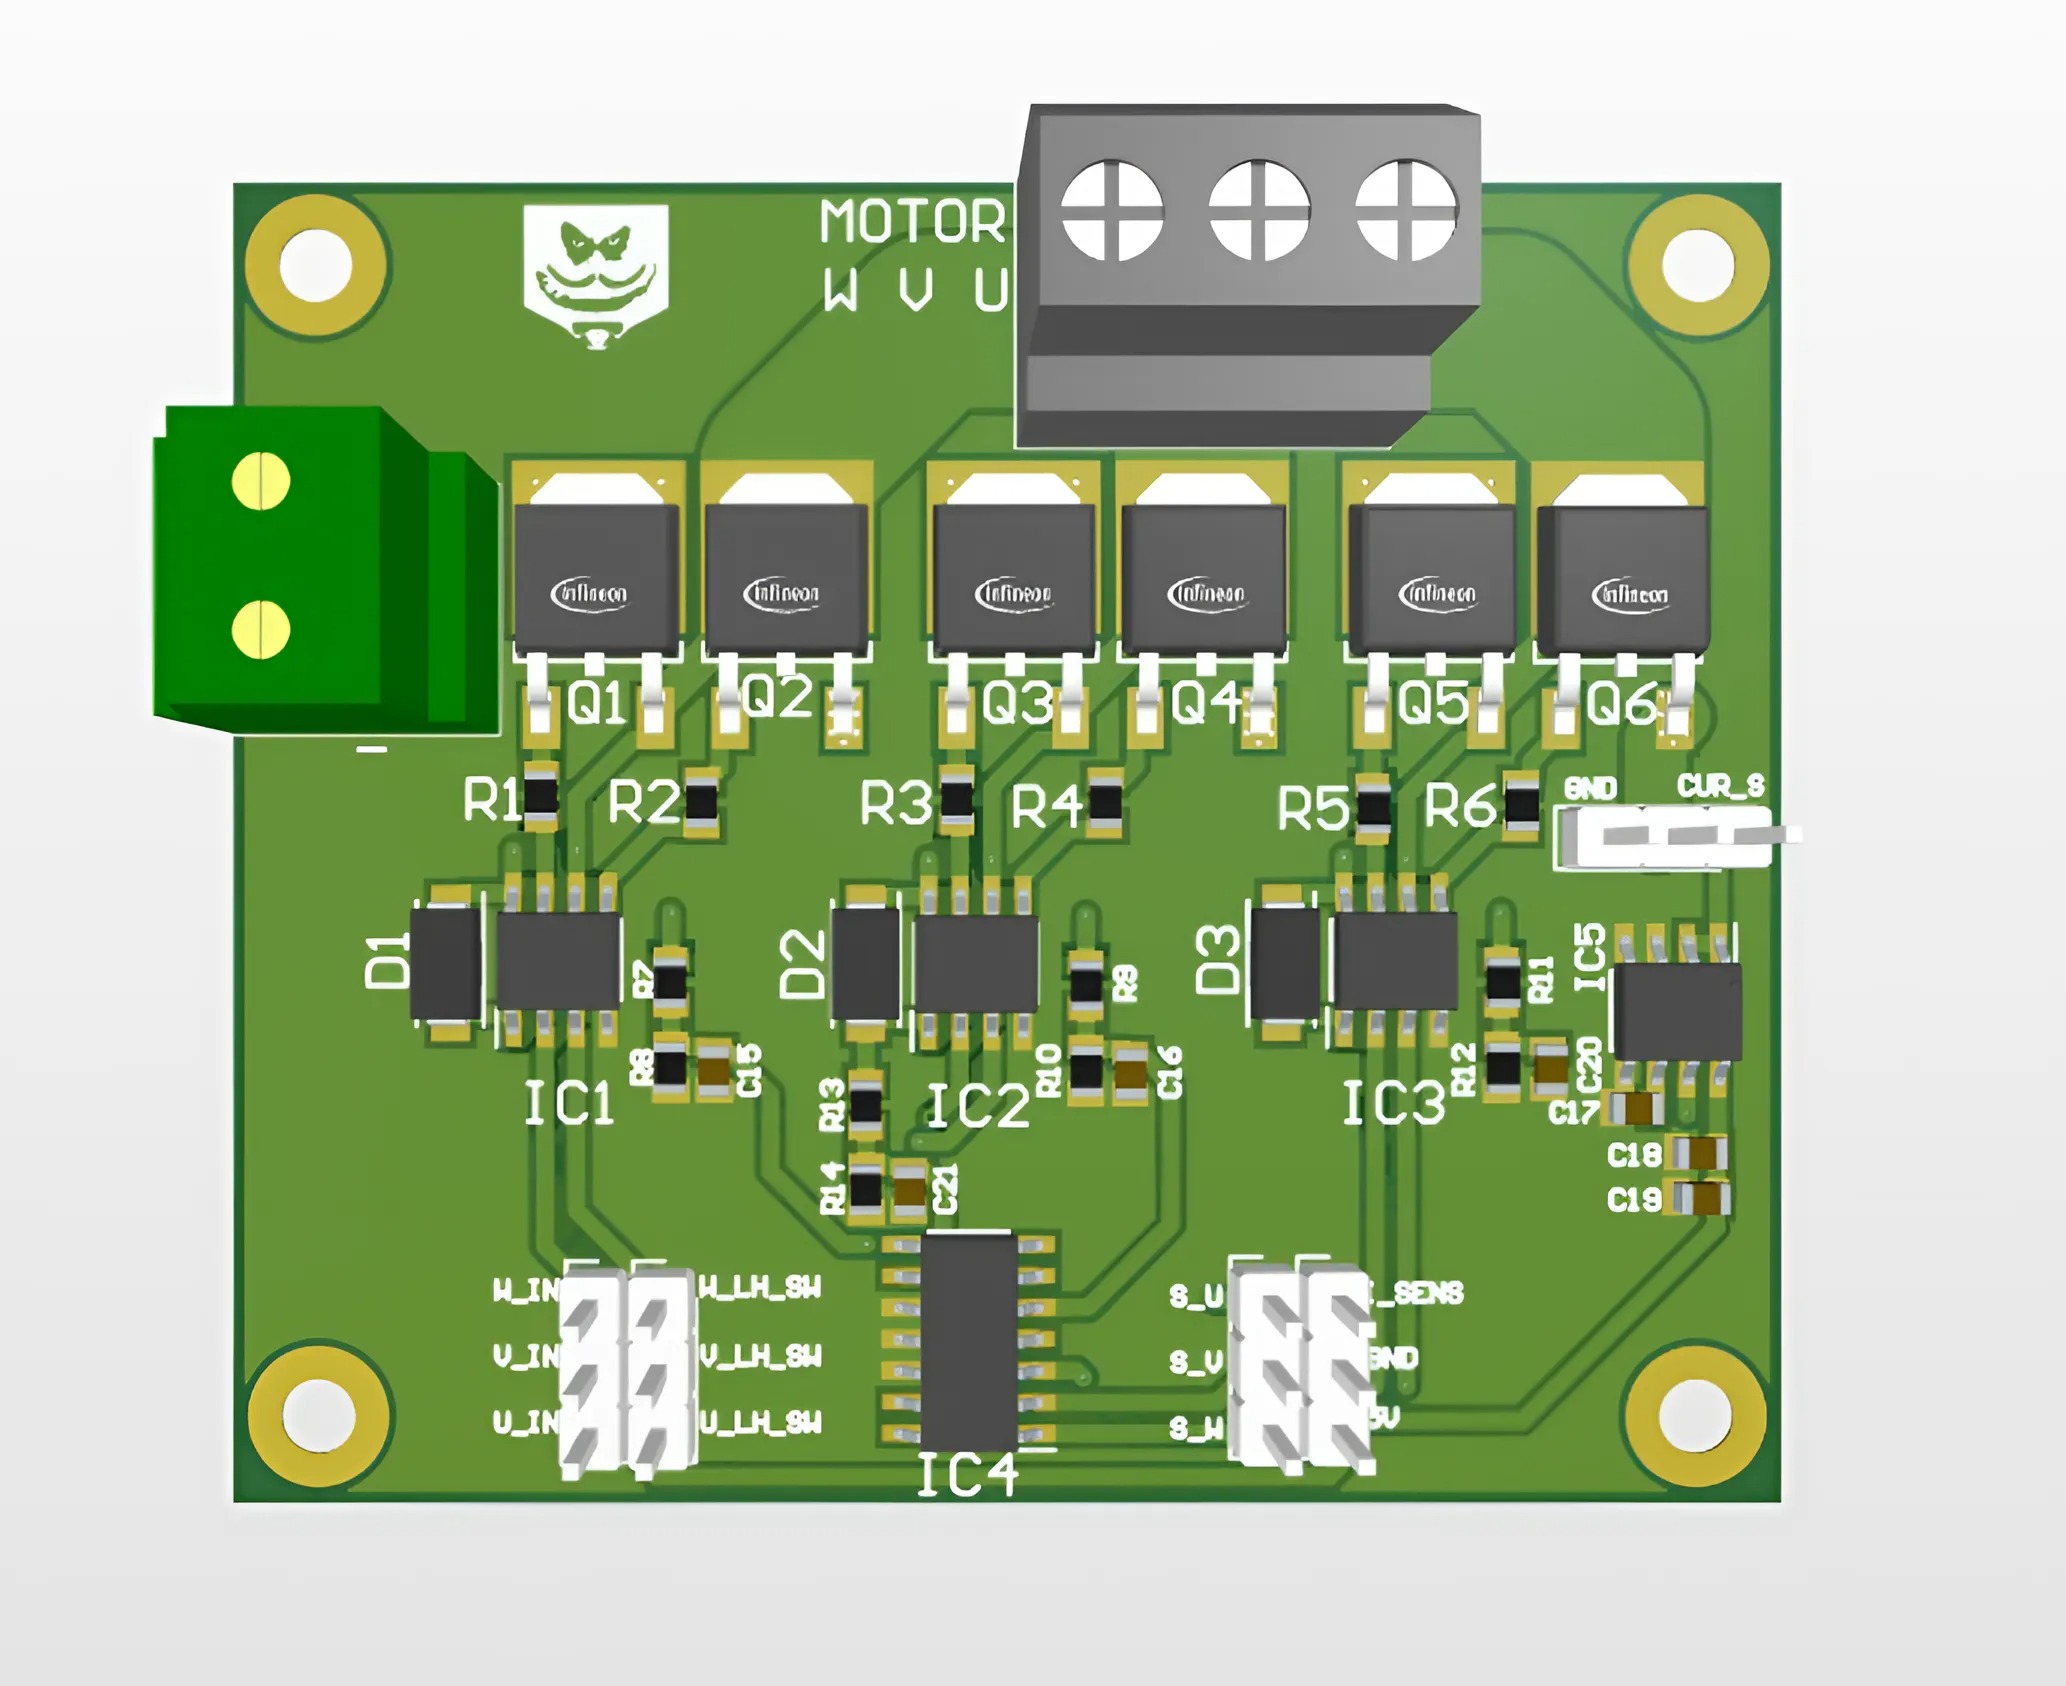 MOTOR
W V U
infineon infineon infineon infineon infineon infineon
Q1 Q2 Q3 Q4 Q5 Q6
GND CUR_S
R1 R2 R3 R4 R5 R6
D1 R7 D2 R9 D3 R11 IC5
R8 C15 R10 C16 R12 C20
IC1 R13 IC2 IC3 C17
C18
R14 C21 C19
W_IN W_LH_SW S_U _SENS
V_IN V_LH_SW S_V GND
U_IN U_LH_SW S_W 5V
IC4